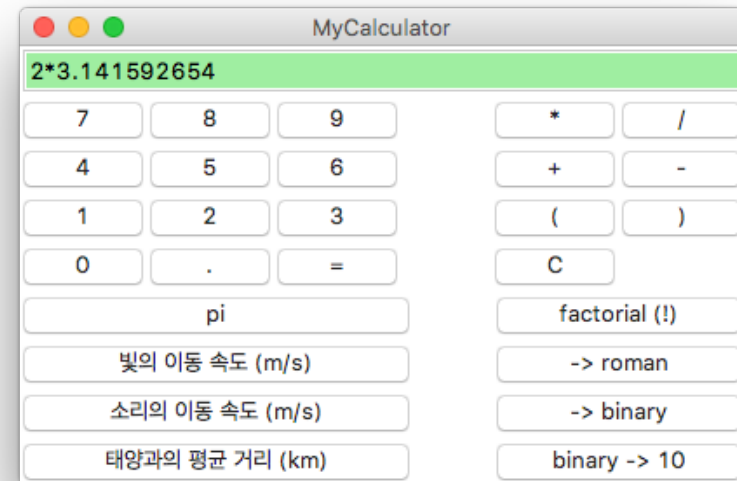 MyCalculator
2*3.141592654
7 8 9 * /
4 5 6 + -
1 2 3 ( )
0 . = C
pi factorial (!)
빛의 이동 속도 (m/s) -> roman
소리의 이동 속도 (m/s) -> binary
태양과의 평균 거리 (km) binary -> 10